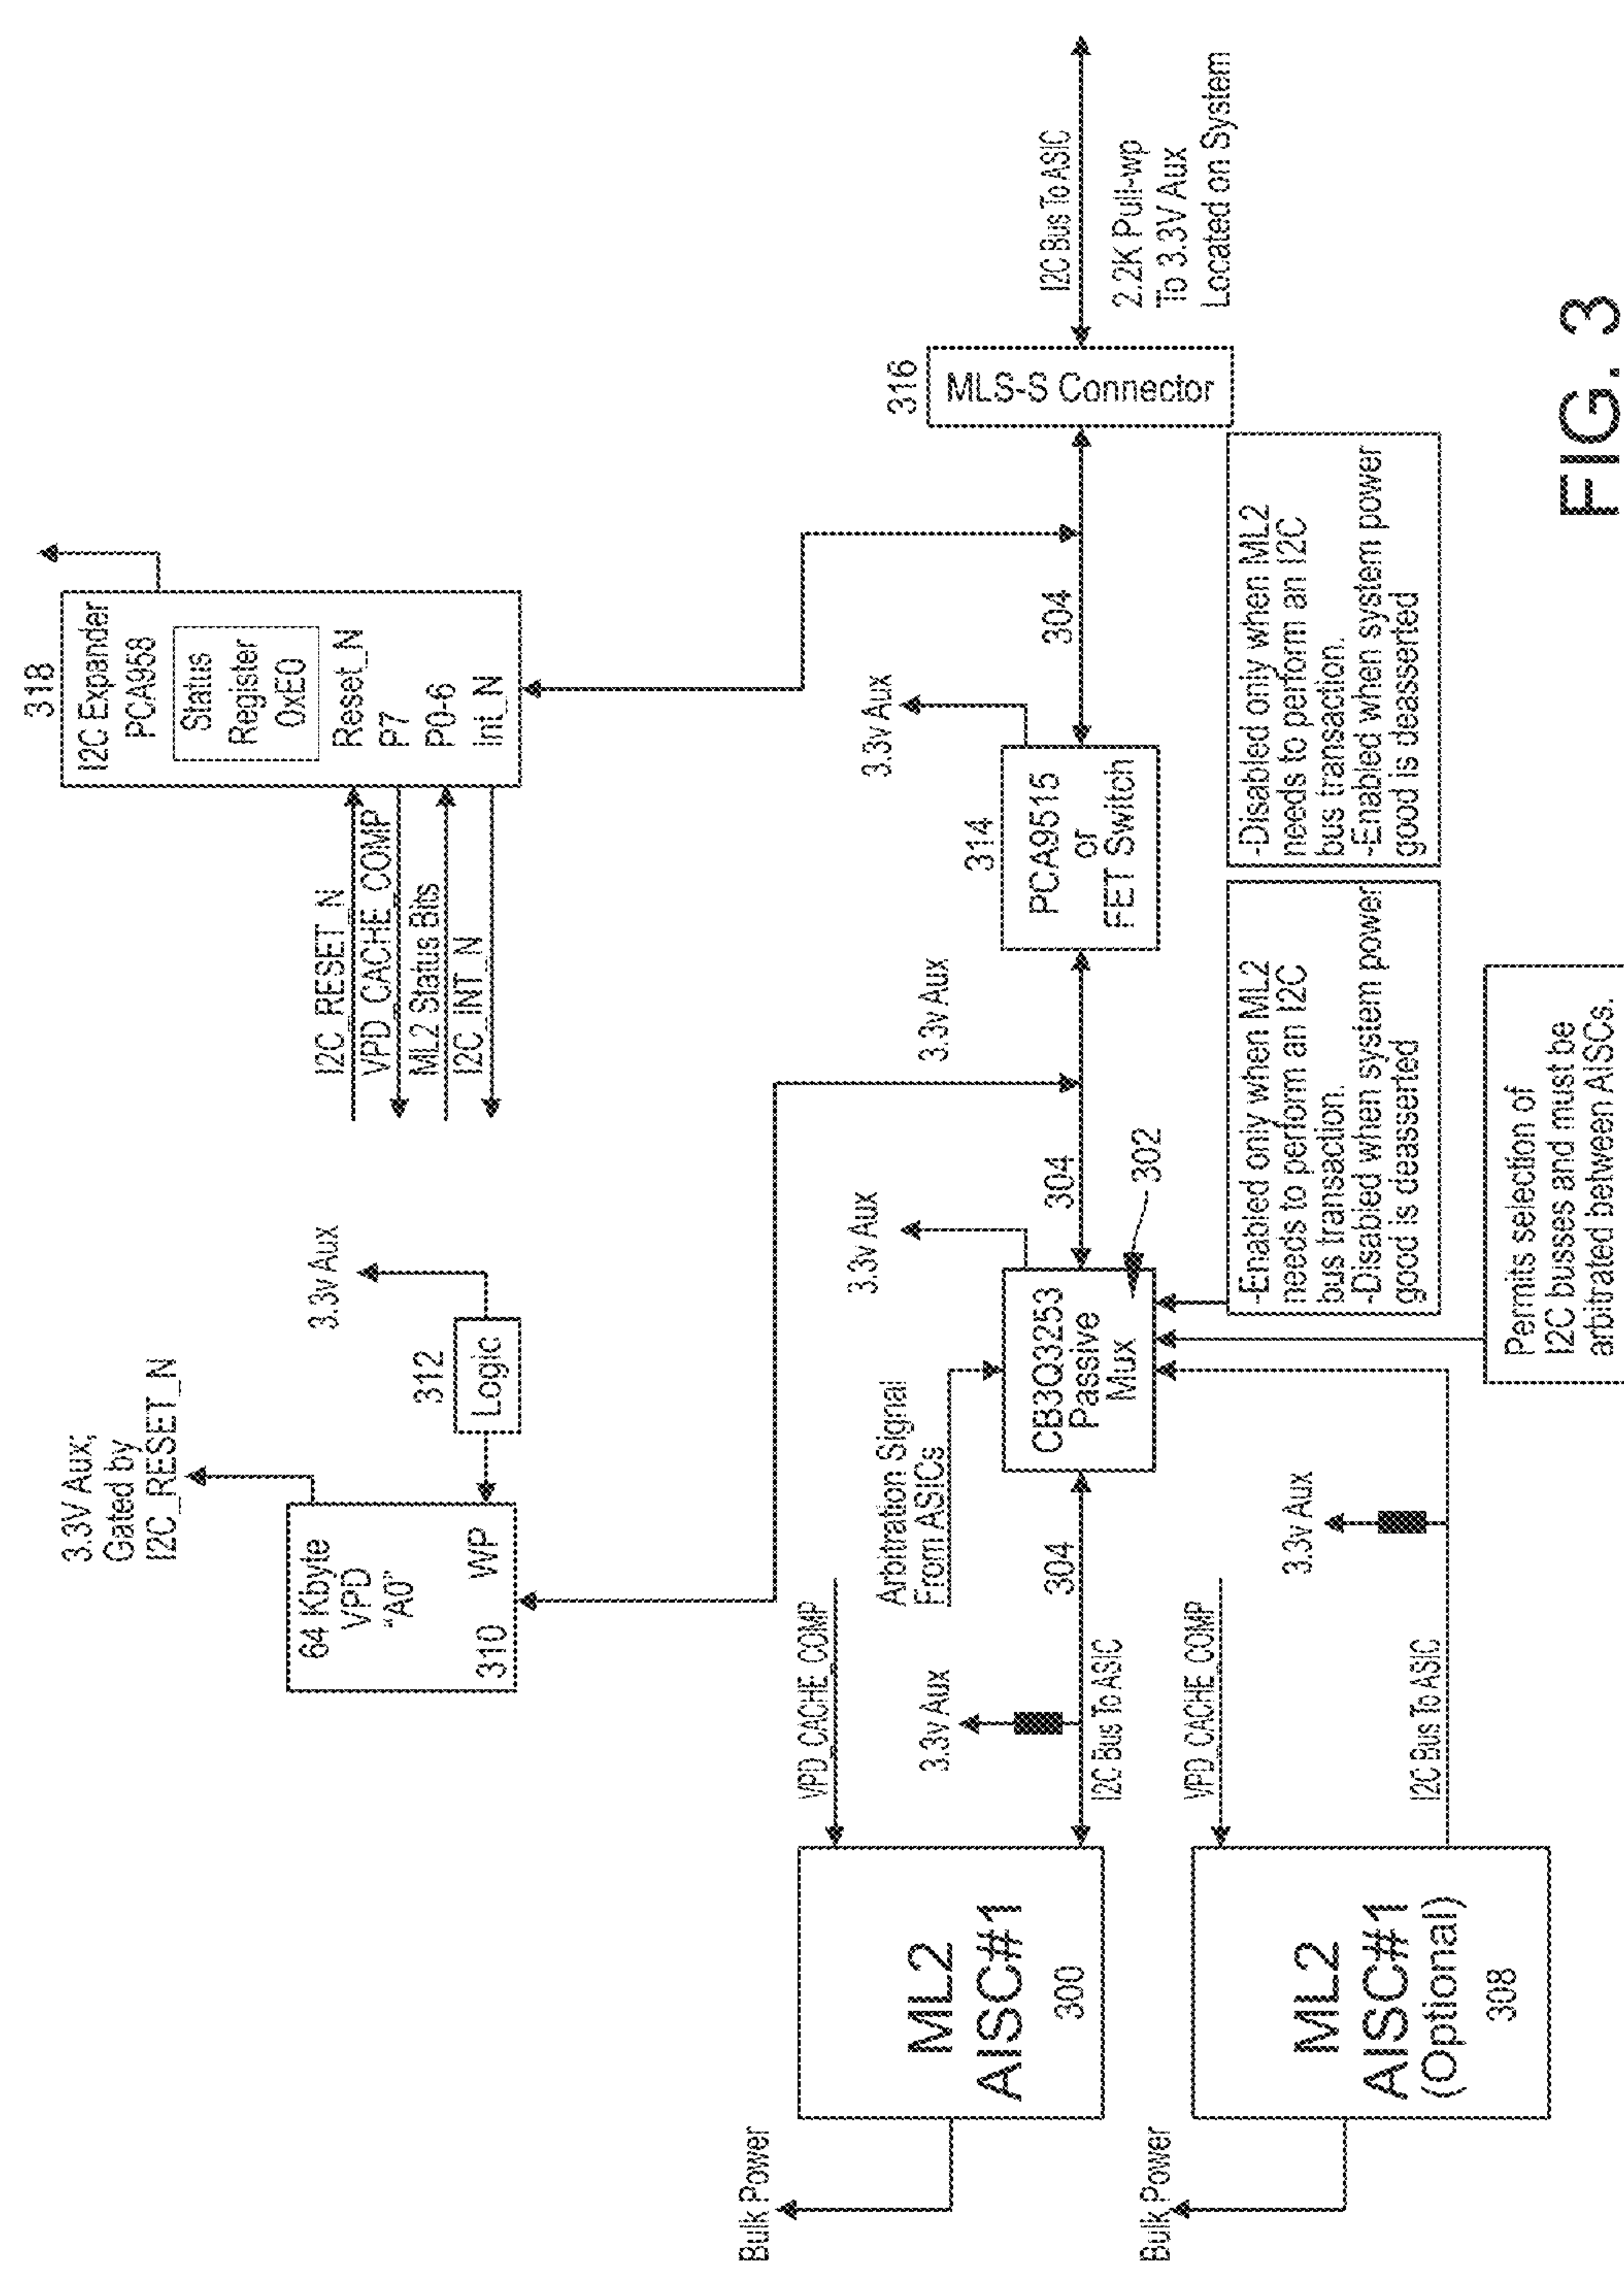 3.3V Aux,
Gated by
I2C_RESET_N
64 Kbyte
VPD
"A0"
WP
310
312
Logic
3.3v Aux
I2C_RESET_N
VPD_CACHE_COMP
ML2 Status Bits
I2C_INT_N
318
I2C Expander
PCA958
Status
Register
0xE0
Reset_N
P7
P0-6
Int_N
Bulk Power
ML2
AISC#1
300
VPD_CACHE_COMP
3.3v Aux
I2C Bus To ASIC
304
Arbitration Signal
From ASICs
3.3v Aux
CB3Q3253
Passive
Mux
302
304
3.3v Aux
314
PCA9515
or
FET Switch
3.3v Aux
304
316
MLS-S Connector
I2C Bus To ASIC
2.2K Pull-wp
To 3.3V Aux
Located on System
Bulk Power
ML2
AISC#1
(Optional)
308
VPD_CACHE_COMP
I2C Bus To ASIC
3.3v Aux
-Enabled only when ML2
needs to perform an I2C
bus transaction.
-Disabled when system power
good is deasserted
-Disabled only when ML2
needs to perform an I2C
bus transaction.
-Enabled when system power
good is deasserted
Permits selection of
I2C busses and must be
arbitrated between AISCs.
FIG. 3